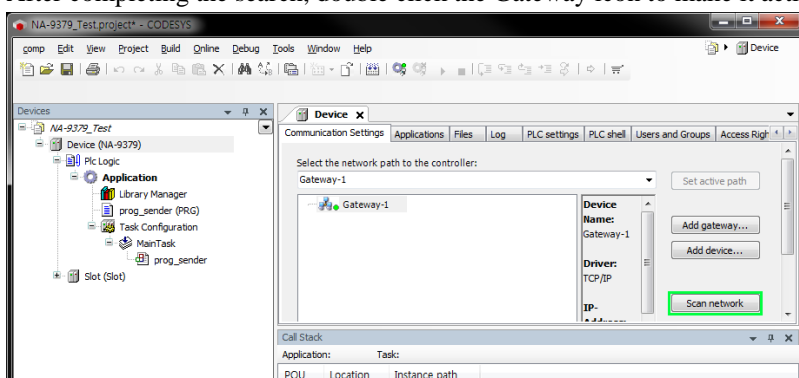 After completing the search, double click the Gateway icon to make it acti
NA-9379_Test.project* - CODESYS
comp Edit View Project Build Online Debug Tools Window Help
Device
Devices
NA-9379_Test
Device (NA-9379)
Plc Logic
Application
Library Manager
prog_sender (PRG)
Task Configuration
MainTask
prog_sender
Slot (Slot)
Device
Communication Settings Applications Files Log PLC settings PLC shell Users and Groups Access Righ
Select the network path to the controller:
Gateway-1
Set active path
Gateway-1
Device
Name:
Gateway-1
Driver:
TCP/IP
IP-
Add gateway...
Add device...
Scan network
Call Stack
Application: Task:
POU Location Instance path